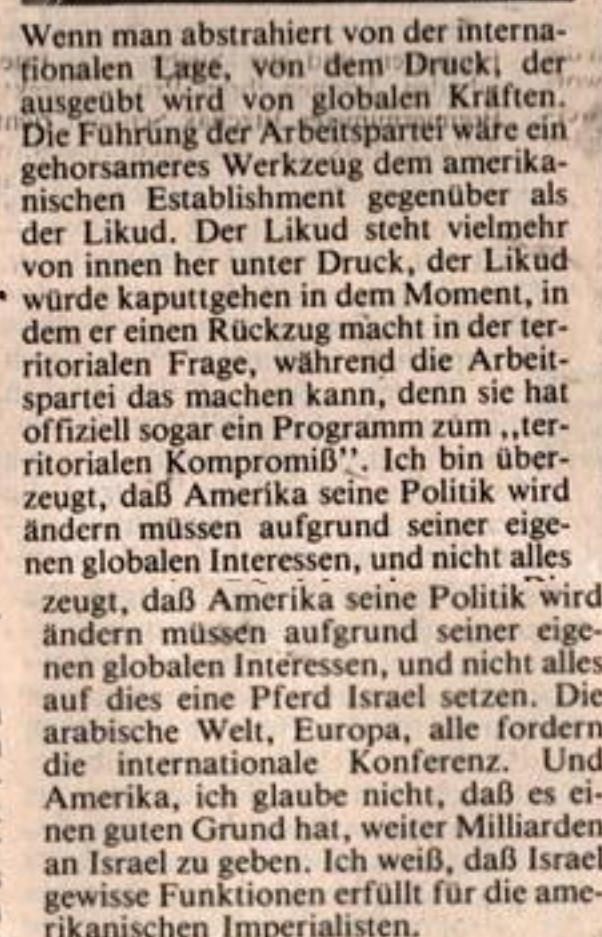 Wenn man abstrahiert von der interna-
tionalen Lage, von dem Druck, der
ausgeübt wird von globalen Kräften.
Die Führung der Arbeitspartei wäre ein
gehorsameres Werkzeug dem amerika-
nischen Establishment gegenüber als
der Likud. Der Likud steht vielmehr
von innen her unter Druck, der Likud
würde kaputtgehen in dem Moment, in
dem er einen Rückzug macht in der ter-
ritorialen Frage, während die Arbeit-
spartei das machen kann, denn sie hat
offiziell sogar ein Programm zum ,,ter-
ritorialen Kompromiß''. Ich bin über-
zeugt, daß Amerika seine Politik wird
ändern müssen aufgrund seiner eige-
nen globalen Interessen, und nicht alles
zeugt, daß Amerika seine Politik wird
ändern müssen aufgrund seiner eige-
nen globalen Interessen, und nicht alles
auf dies eine Pferd Israel setzen. Die
arabische Welt, Europa, alle fordern
die internationale Konferenz. Und
Amerika, ich glaube nicht, daß es ei-
nen guten Grund hat, weiter Milliarden
an Israel zu geben. Ich weiß, daß Israel
gewisse Funktionen erfüllt für die ame-
rikanischen Imperialisten.